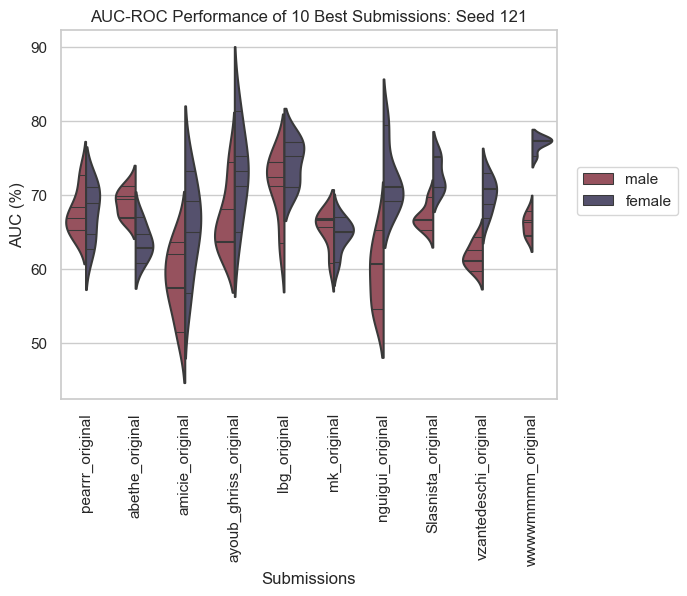 AUC-ROC Performance of 10 Best Submissions: Seed 121
AUC (%)
90
80
70
60
50
pearrr_original
abethe_original
amicie_original
ayoub_ghriss_original
lbg_original
mk_original
nguigui_original
Slasnista_original
vzantedeschi_original
wwwwmmmm_original
Submissions
male
female